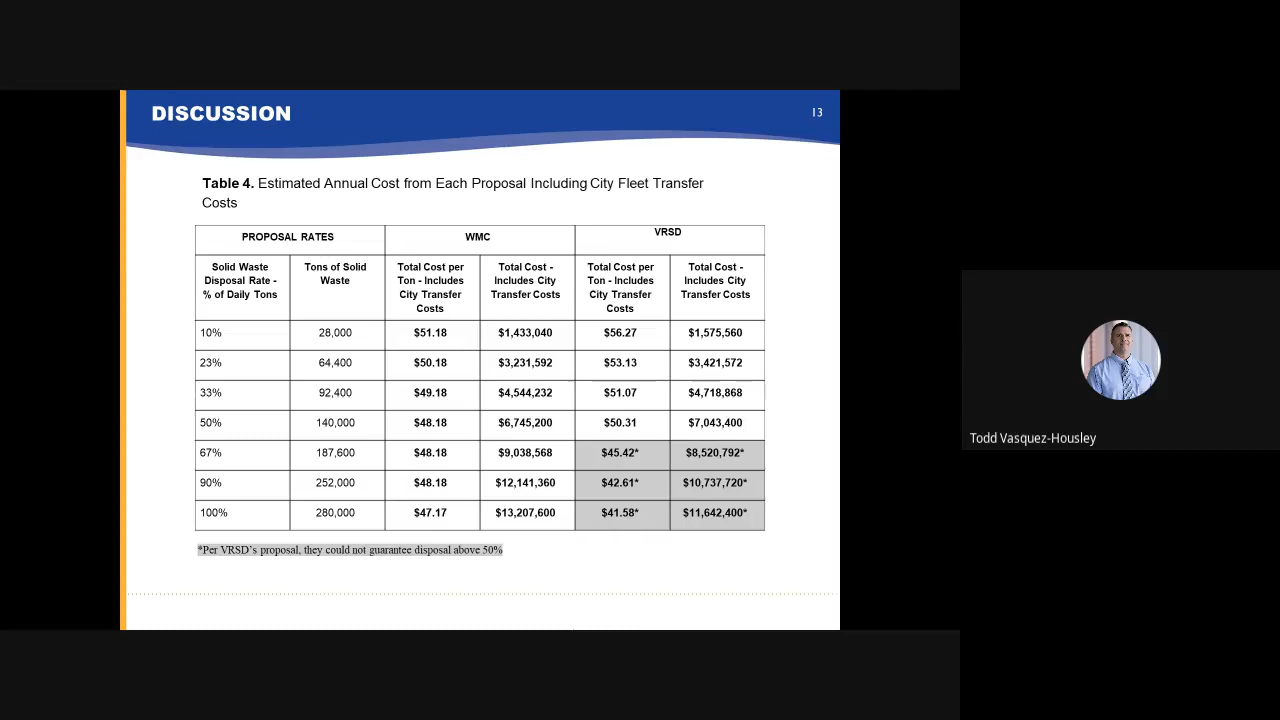 DISCUSSION
13
Table 4. Estimated Annual Cost from Each Proposal Including City Fleet Transfer
Costs
PROPOSAL RATES WMC VRSD
Solid Waste Disposal Rate - % of Daily Tons
Tons of Solid Waste
Total Cost per Ton - Includes City Transfer Costs
Total Cost - Includes City Transfer Costs
Total Cost per Ton - Includes City Transfer Costs
Total Cost - Includes City Transfer Costs
10% 28,000 $51.18 $1,433,040 $56.27 $1,575,560
23% 64,400 $50.18 $3,231,592 $53.13 $3,421,572
33% 92,400 $49.18 $4,544,232 $51.07 $4,718,868
50% 140,000 $48.18 $6,745,200 $50.31 $7,043,400
67% 187,600 $48.18 $9,038,568 $45.42* $8,520,792*
90% 252,000 $48.18 $12,141,360 $42.61* $10,737,720*
100% 280,000 $47.17 $13,207,600 $41.58* $11,642,400*
*Per VRSD's proposal, they could not guarantee disposal above 50%
Todd Vasquez-Housley